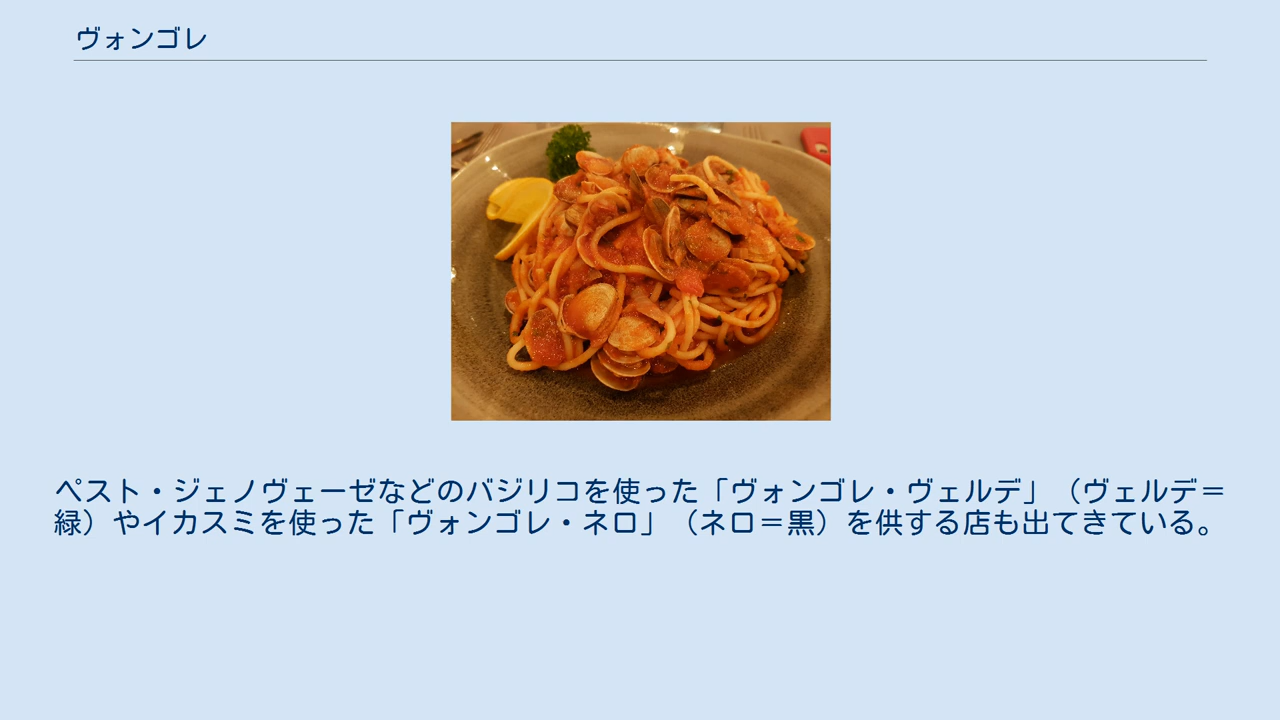 ヴォンゴレ
ペスト・ジェノヴェーゼなどのバジリコを使った「ヴォンゴレ・ヴェルデ」（ヴェルデ＝
緑）やイカスミを使った「ヴォンゴレ・ネロ」（ネロ＝黒）を供する店も出てきている。